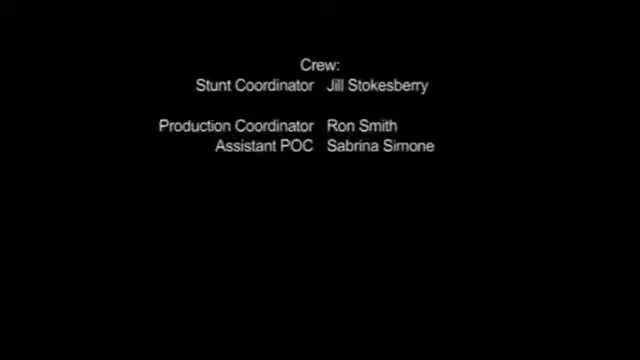 Crew:
Stunt Coordinator Jill Stokesberry
Production Coordinator Ron Smith
Assistant POC Sabrina Simone